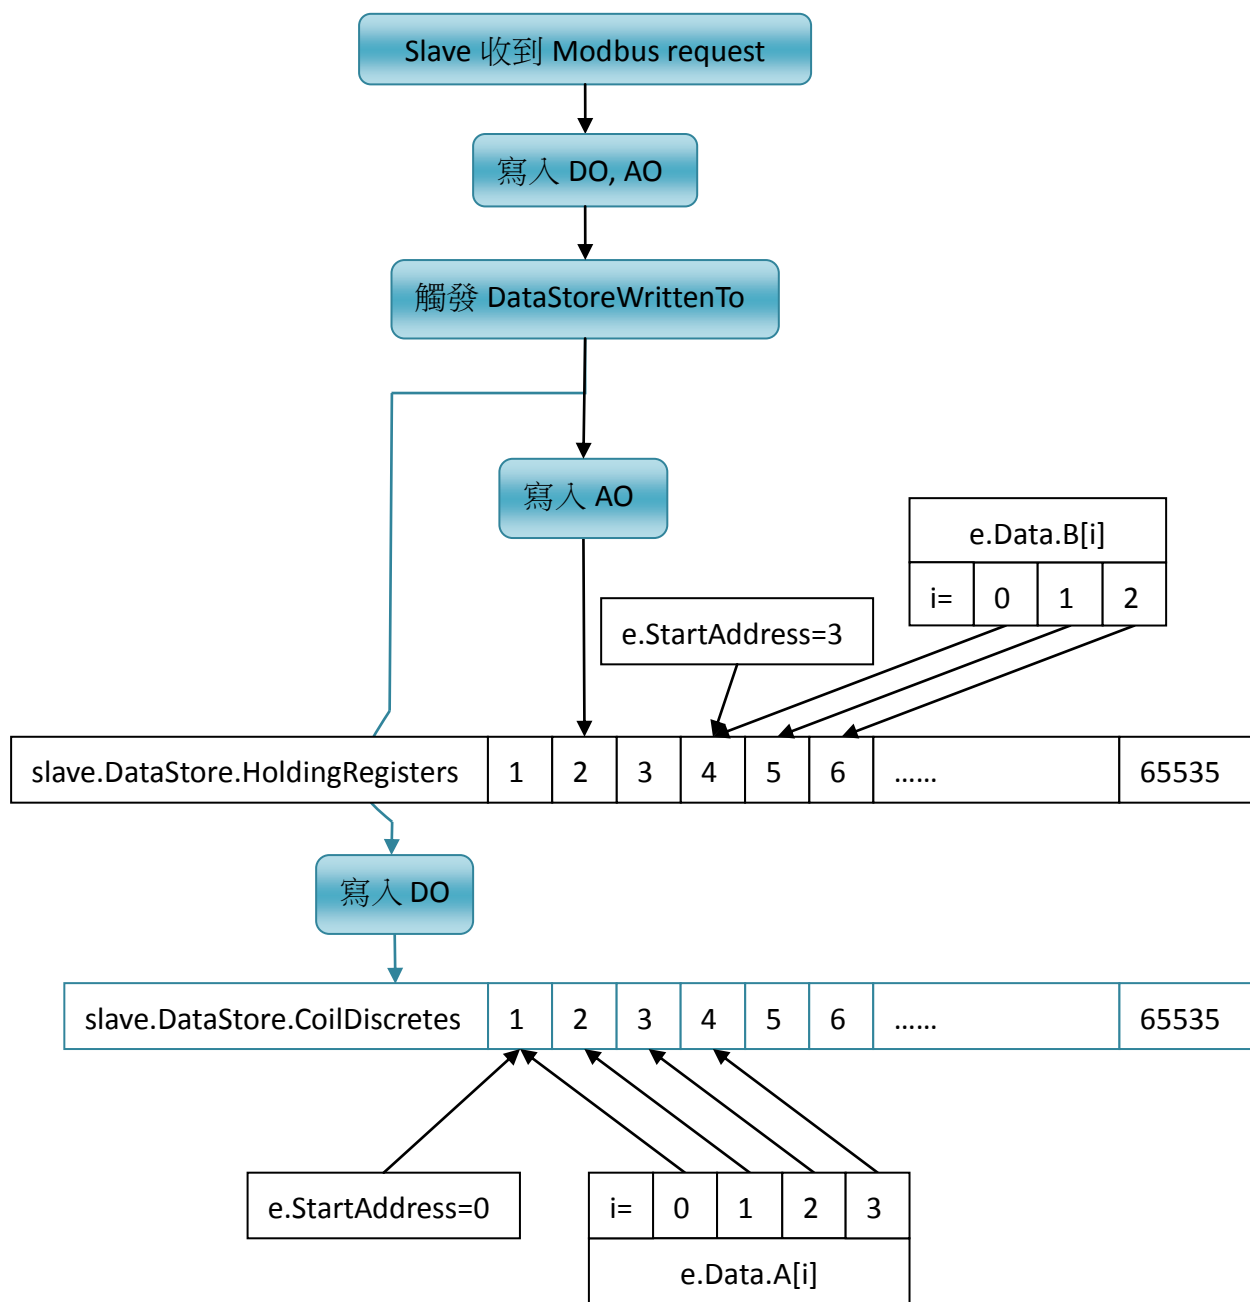 Slave 收到 Modbus request
寫入 DO, AO
觸發 DataStoreWrittenTo
寫入 AO
e.Data.B[i]
i= 0 1 2
e.StartAddress=3
slave.DataStore.HoldingRegisters 1 2 3 4 5 6 ...... 65535
寫入 DO
slave.DataStore.CoilDiscretes 1 2 3 4 5 6 ...... 65535
e.StartAddress=0
i= 0 1 2 3
e.Data.A[i]